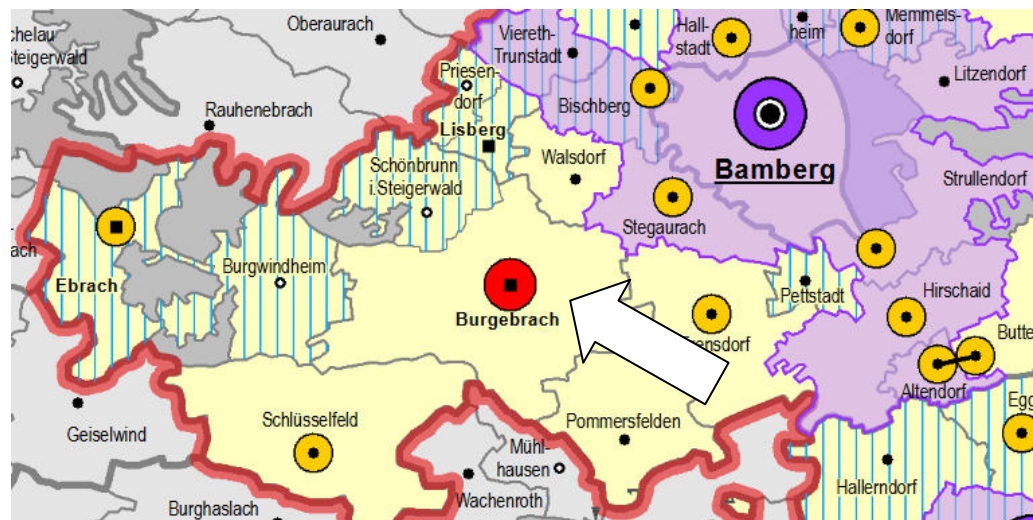 Oberaurach
Rauhenebrach
Viereth-
Trunstadt
Hall-
stadt
heim
Memmels-
dorf
Litzendorf
Priesen-
dorf
Lisberg
Bischberg
Bamberg
Schönbrunn
i.Steigerwald
Walsdorf
Strullendorf
Stegaurach
Burgwindheim
Ebrach
Pettstadt
Hirschaid
Burgebrach
Altendorf
Schlüsselfeld
Pommersfelden
Geiselwind
Mühl-
hausen
Wachenroth
Hallerndorf
Burghaslach